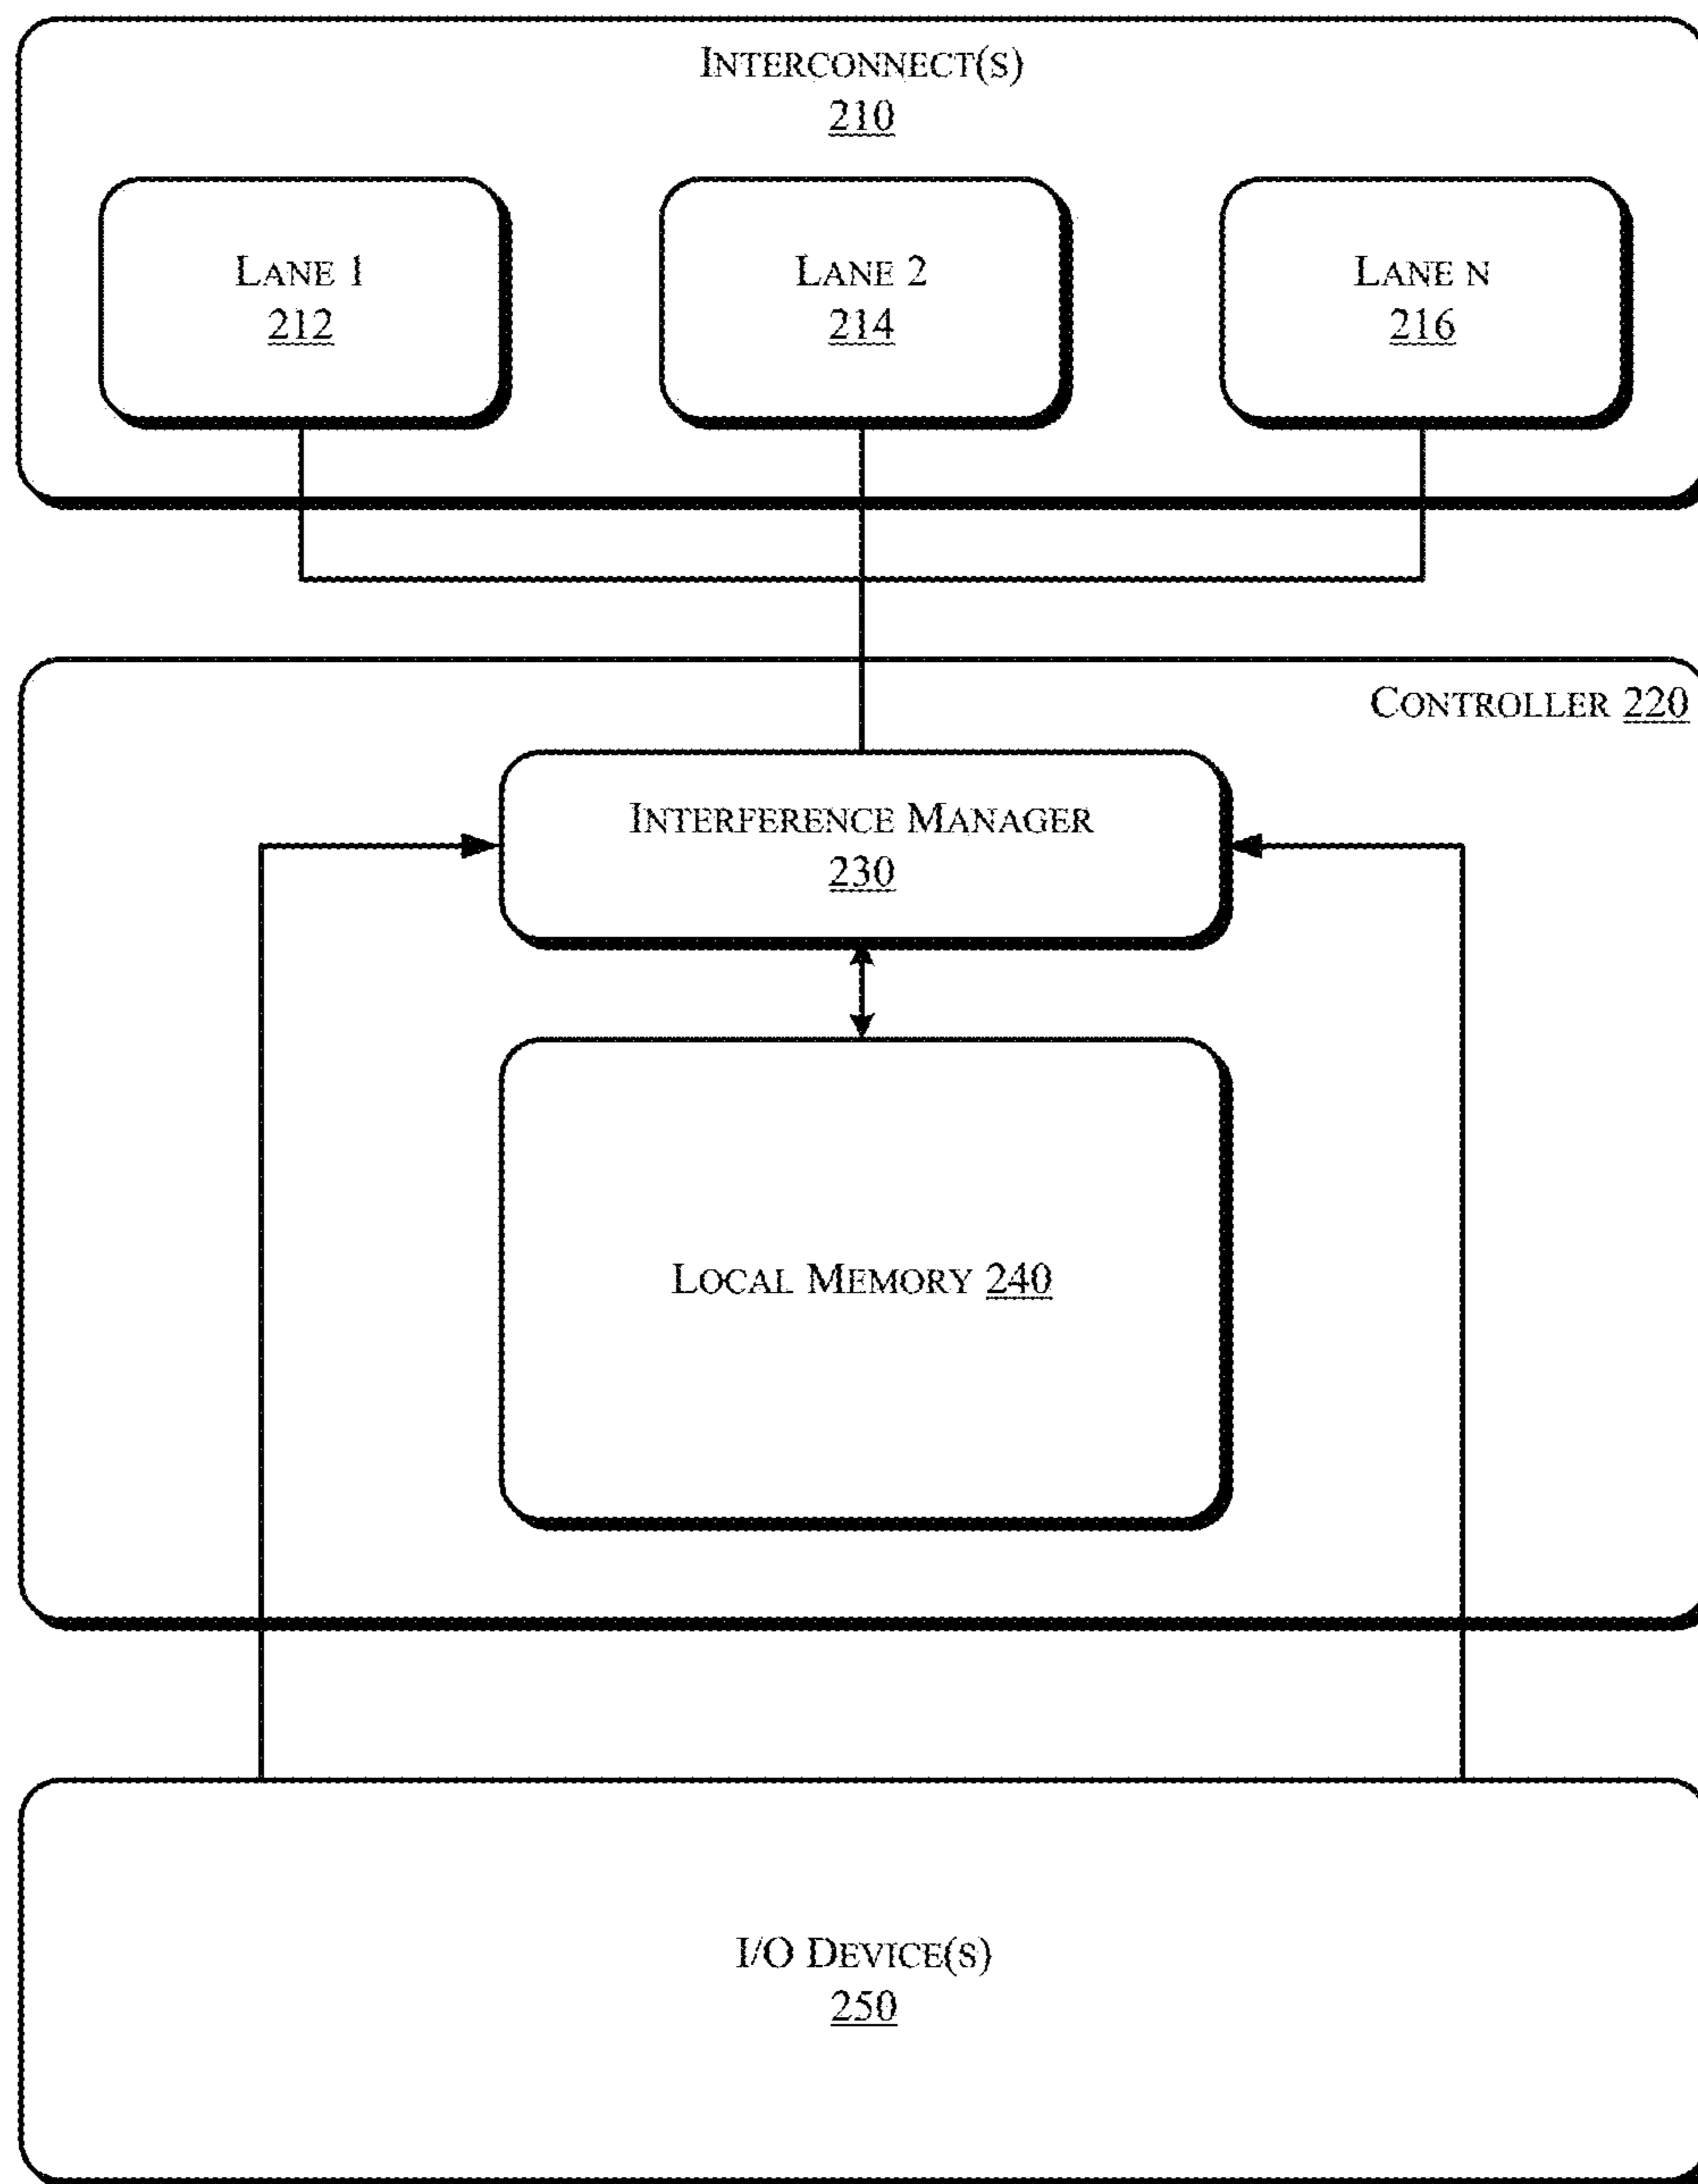 INTERCONNECT(S)
210
LANE 1
212
LANE 2
214
LANE N
216
CONTROLLER 220
INTERFERENCE MANAGER
230
LOCAL MEMORY 240
I/O DEVICE(S)
250